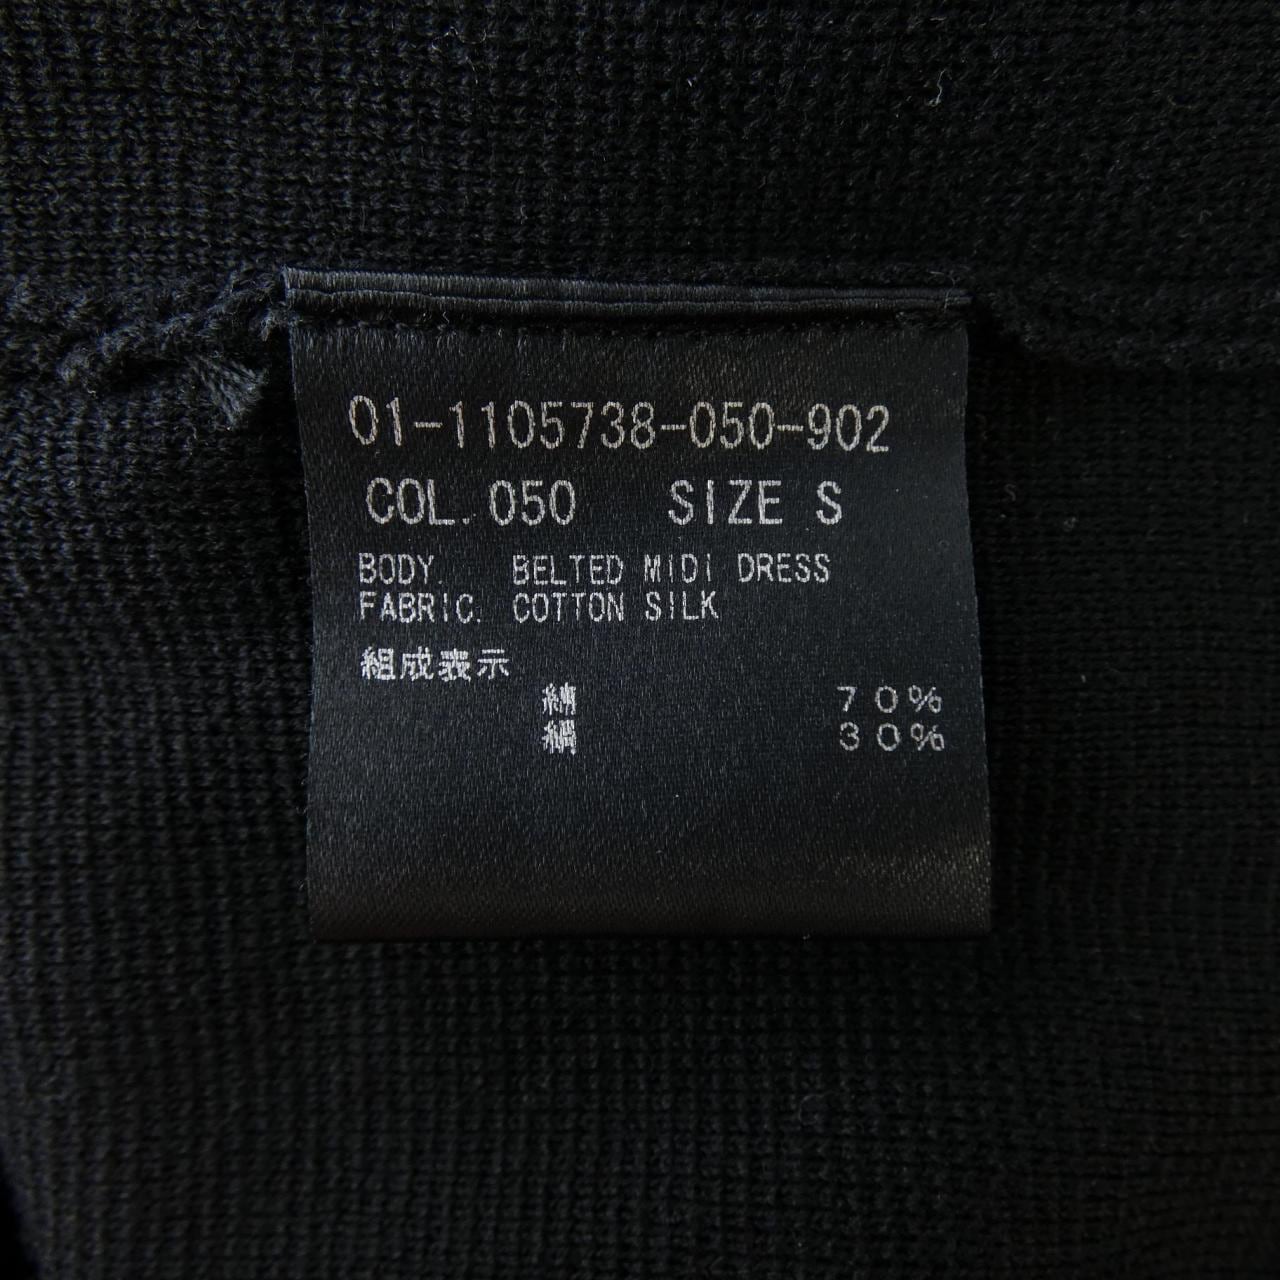 01-1105738-050-902
COL. 050 SIZE S
BODY. BELTED MIDI DRESS
FABRIC. COTTON SILK
組成表示
綿 70%
絹 30%